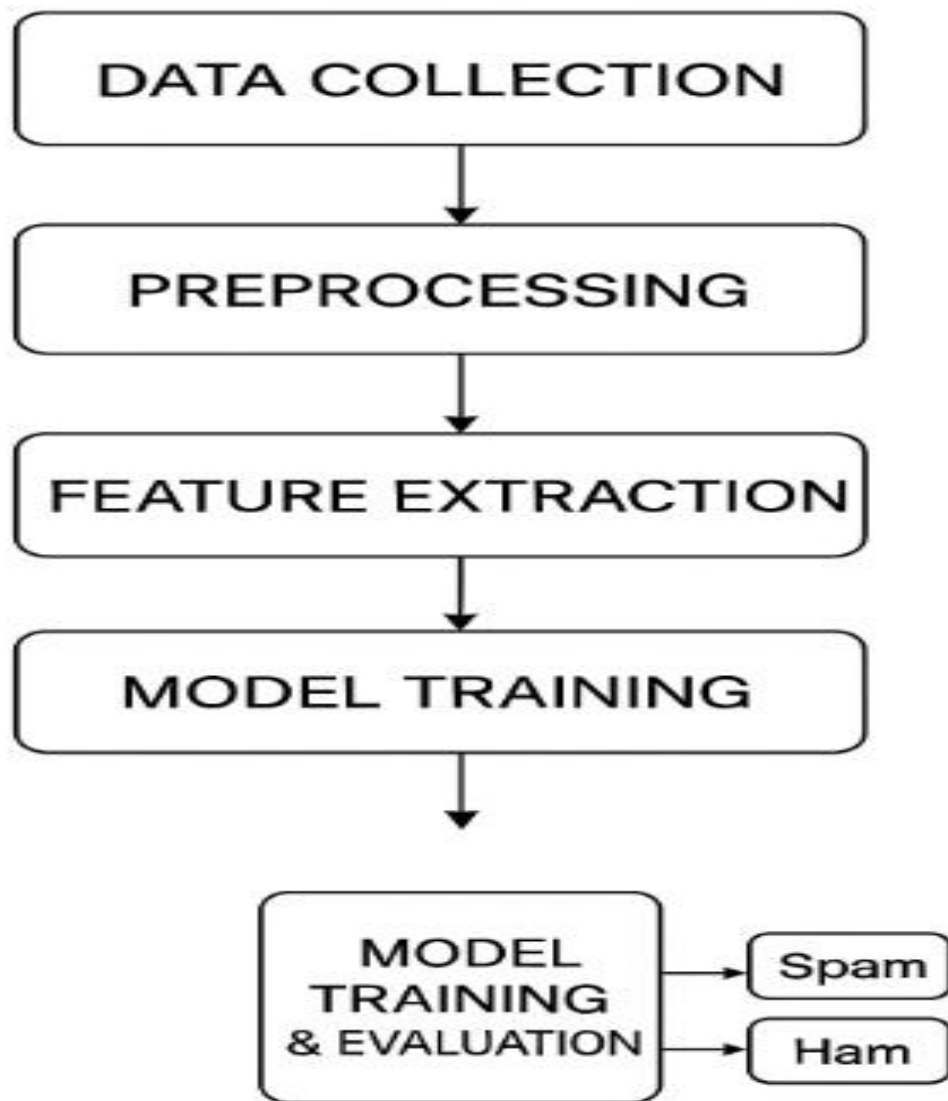 DATA COLLECTION
PREPROCESSING
FEATURE EXTRACTION
MODEL TRAINING
MODEL
TRAINING
& EVALUATION
Spam
Ham